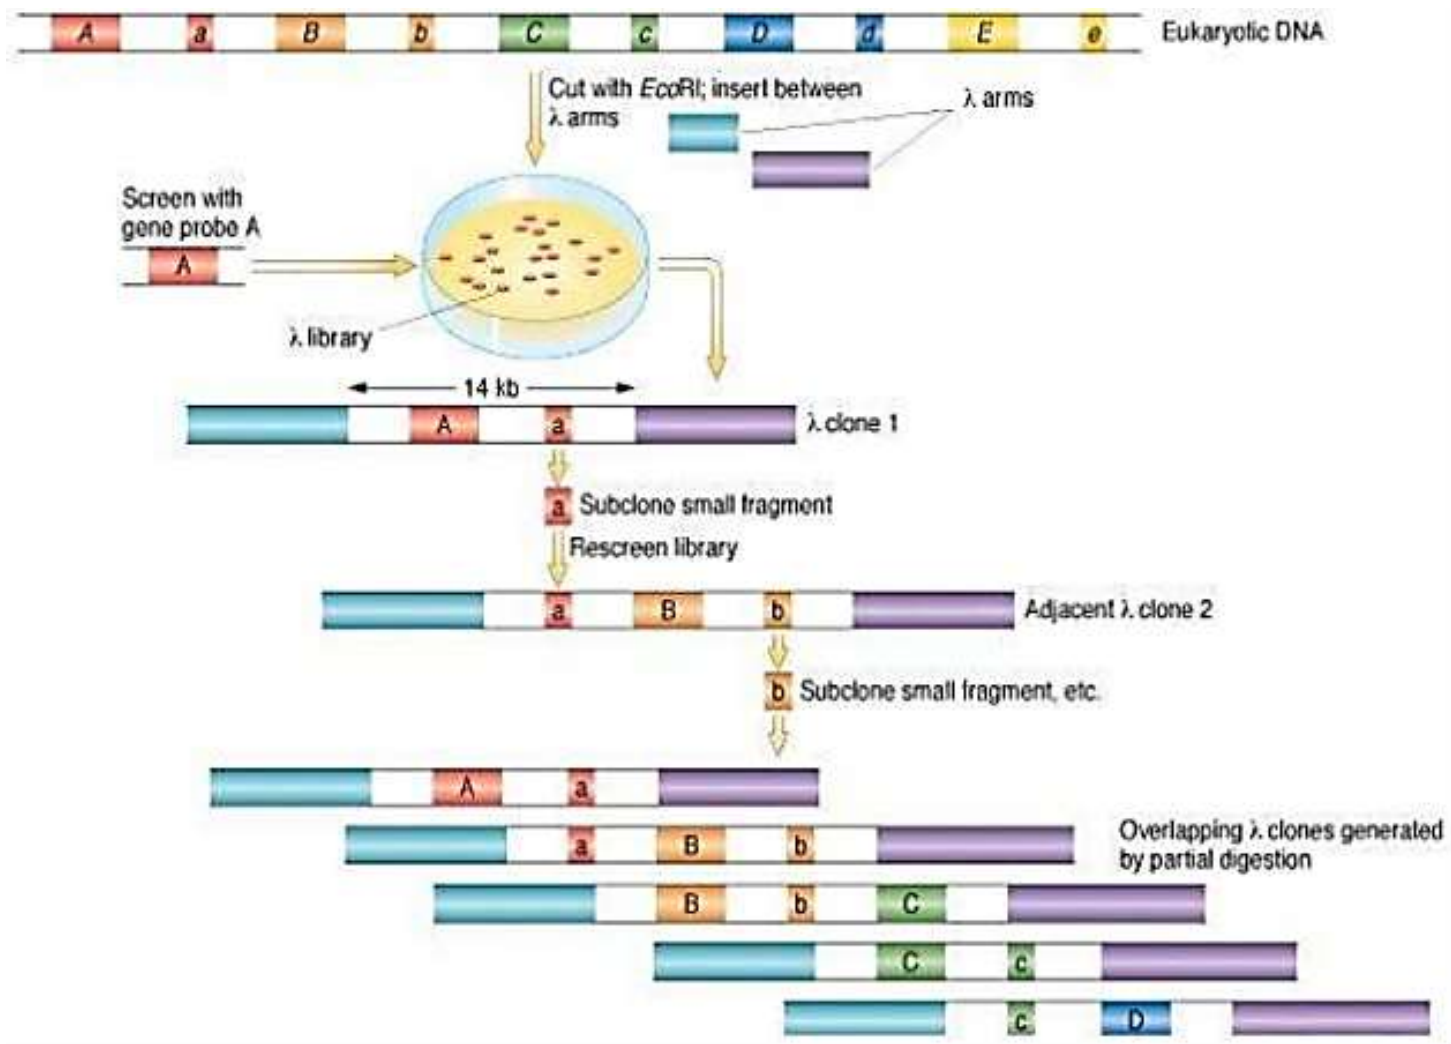 A a B b C c D d E e Eukaryotic DNA
Cut with EcoRI; insert between
λ arms
λ arms
Screen with
gene probe A
A
λ library
14 kb
A a λ clone 1
a Subclone small fragment
Rescreen library
a B b Adjacent λ clone 2
b Subclone small fragment, etc.
A a
a B b
Overlapping λ clones generated
by partial digestion
B b C
C c
c D